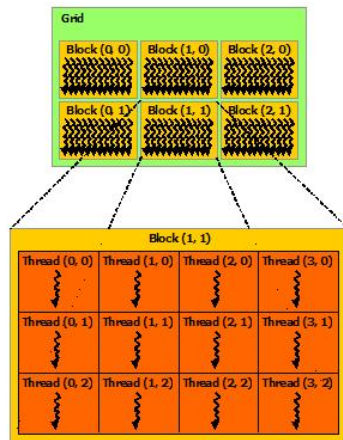 Grid
Block (0, 0) Block (1, 0) Block (2, 0)
Block (0, 1) Block (1, 1) Block (2, 1)
Block (1, 1)
Thread (0, 0) Thread (1, 0) Thread (2, 0) Thread (3, 0)
Thread (0, 1) Thread (1, 1) Thread (2, 1) Thread (3, 1)
Thread (0, 2) Thread (1, 2) Thread (2, 2) Thread (3, 2)